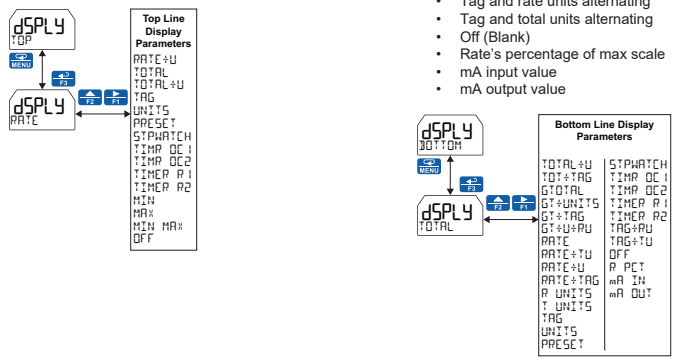 dSPLY
TOP
MENU
F3
dSPLY
RATE
F2
F1
Top Line
Display
Parameters
RATE÷U
TOTAL
TOTAL÷U
TAG
UNITS
PRESET
STPWATCH
TIMR OC1
TIMR OC2
TIMER R1
TIMER R2
MIN
MAX
MIN MAX
OFF
• Tag and rate units alternating
• Tag and total units alternating
• Off (Blank)
• Rate's percentage of max scale
• mA input value
• mA output value
dSPLY
BOTTOM
MENU
F3
dSPLY
TOTAL
F2
F1
Bottom Line Display
Parameters
TOTAL÷U
TOT÷TAG
GTOTAL
GT÷UNITS
GT÷TAG
GT÷U÷RU
RATE
RATE÷TU
RATE÷U
RATE÷TAG
R UNITS
T UNITS
TAG
UNITS
PRESET
STPWATCH
TIMR OC1
TIMR OC2
TIMER R1
TIMER R2
TAG÷RU
TAG÷TU
OFF
R PCT
mA IN
mA OUT